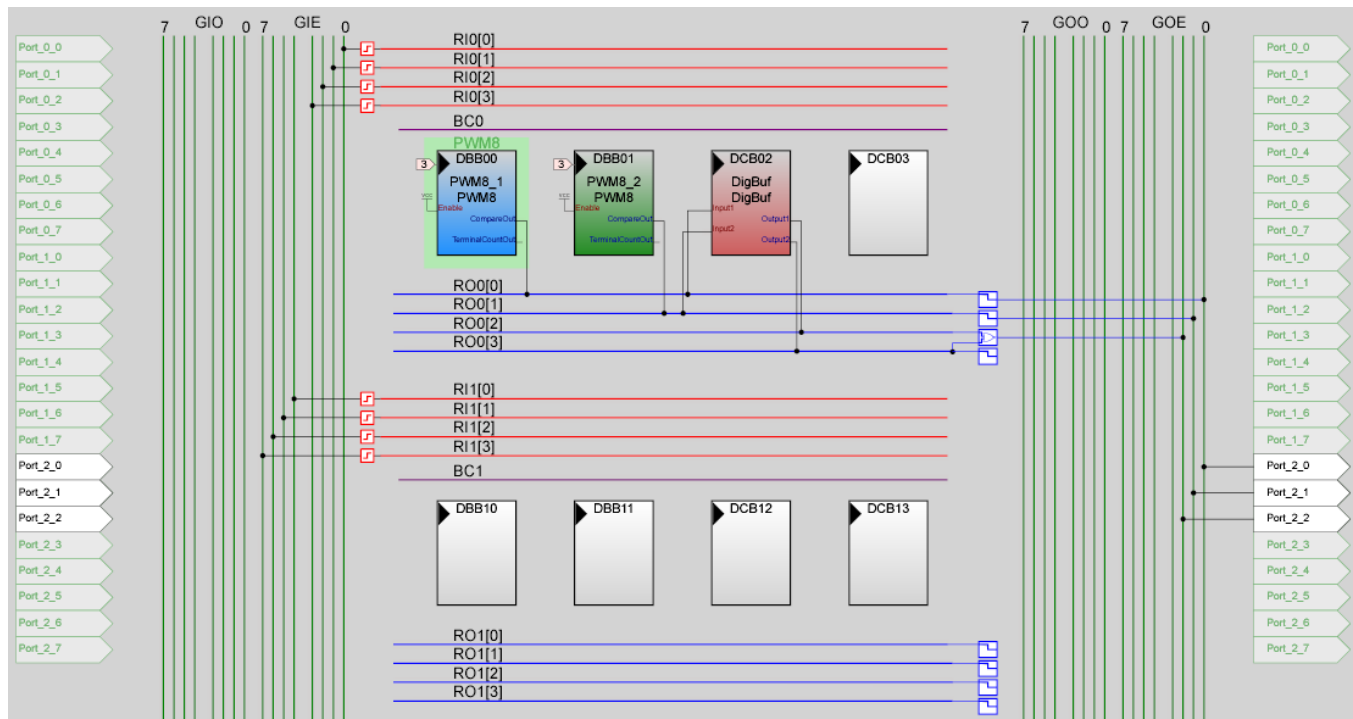 7 GIO 0 7 GIE 0
7 GOO 0 7 GOE 0
Port_0_0
Port_0_1
Port_0_2
Port_0_3
Port_0_4
Port_0_5
Port_0_6
Port_0_7
Port_1_0
Port_1_1
Port_1_2
Port_1_3
Port_1_4
Port_1_5
Port_1_6
Port_1_7
Port_2_0
Port_2_1
Port_2_2
Port_2_3
Port_2_4
Port_2_5
Port_2_6
Port_2_7
RI0[0]
RI0[1]
RI0[2]
RI0[3]
BC0
PWM8
3
DBB00
PWM8_1
PWM8
VCC
Enable
CompareOut
TerminalCountOut
3
DBB01
PWM8_2
PWM8
VCC
Enable
CompareOut
TerminalCountOut
DCB02
DigBuf
DigBuf
Input1
Input2
Output1
Output2
DCB03
RO0[0]
RO0[1]
RO0[2]
RO0[3]
RI1[0]
RI1[1]
RI1[2]
RI1[3]
BC1
DBB10
DBB11
DCB12
DCB13
RO1[0]
RO1[1]
RO1[2]
RO1[3]
Port_0_0
Port_0_1
Port_0_2
Port_0_3
Port_0_4
Port_0_5
Port_0_6
Port_0_7
Port_1_0
Port_1_1
Port_1_2
Port_1_3
Port_1_4
Port_1_5
Port_1_6
Port_1_7
Port_2_0
Port_2_1
Port_2_2
Port_2_3
Port_2_4
Port_2_5
Port_2_6
Port_2_7